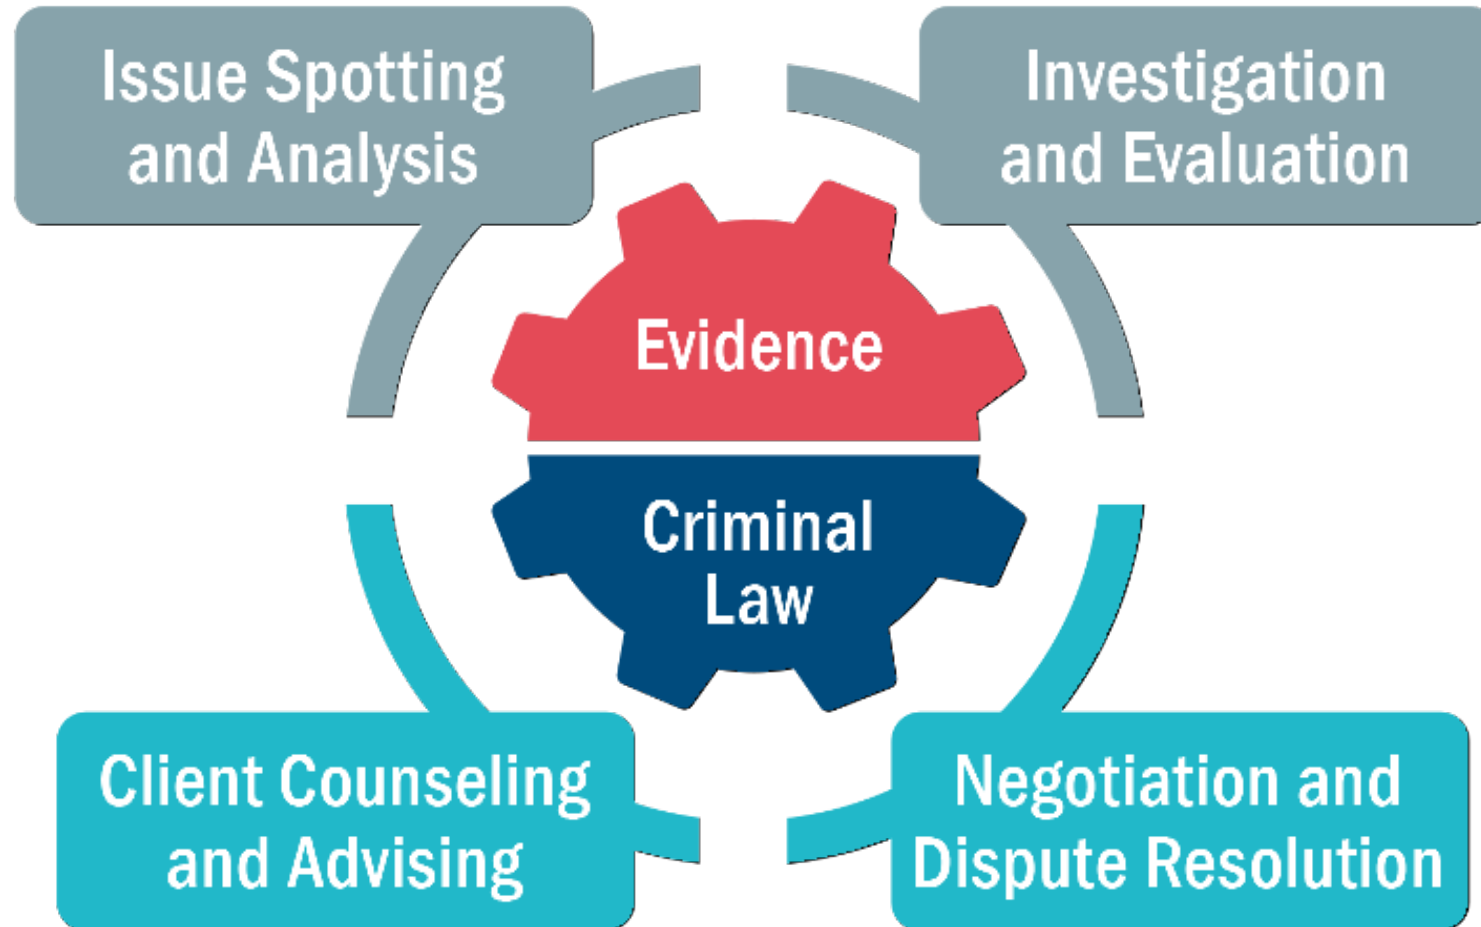 Issue Spotting
and Analysis
Investigation
and Evaluation
Evidence
Criminal
Law
Client Counseling
and Advising
Negotiation and
Dispute Resolution